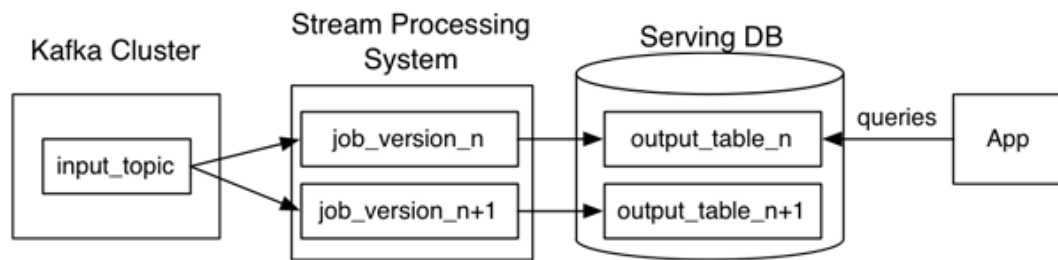 Kafka Cluster
Stream Processing
System
Serving DB
input_topic
job_version_n
job_version_n+1
output_table_n
output_table_n+1
queries
App